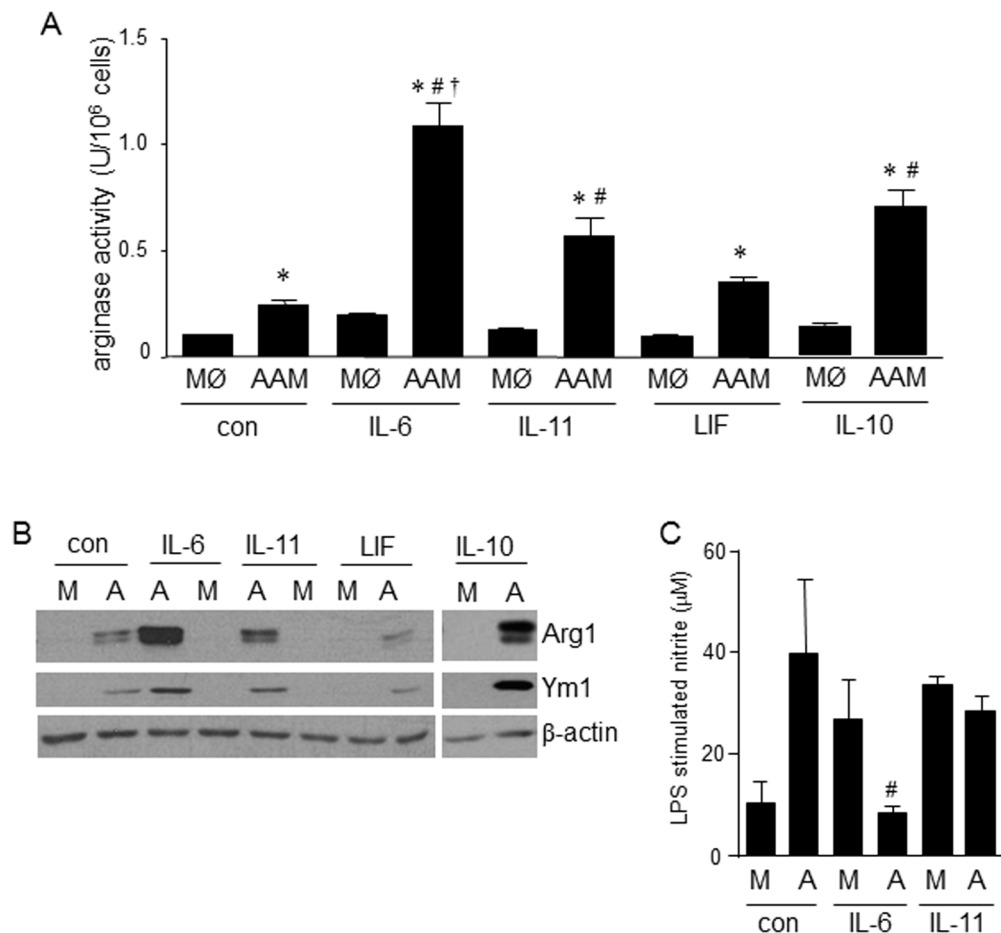 A
arginase activity (U/10⁶ cells)
1.5
1.0
0.5
0
*
* # †
* #
*
* #
MØ AAM MØ AAM MØ AAM MØ AAM MØ AAM
con IL-6 IL-11 LIF IL-10
B
con IL-6 IL-11 LIF IL-10
M A A M A M M A M A
Arg1
Ym1
β-actin
C
LPS stimulated nitrite (μM)
60
40
20
0
#
M A M A M A
con IL-6 IL-11